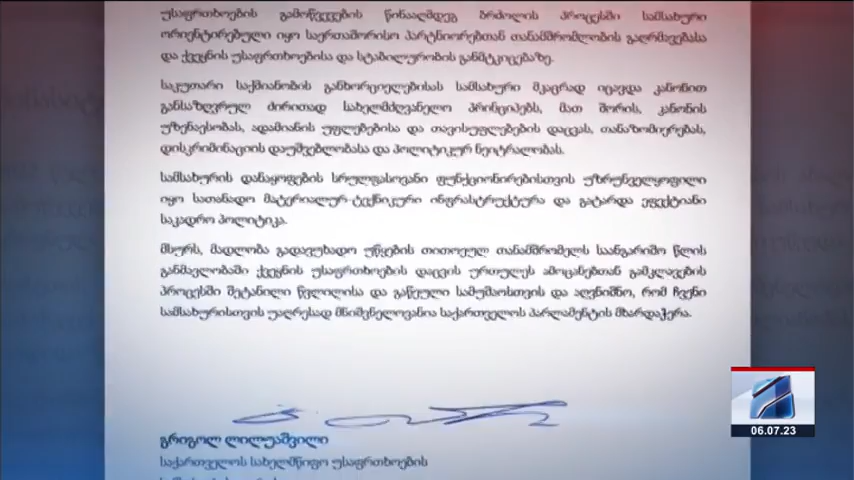 უსაფრთხოების გამოწვევების წინააღმდეგ ბრძოლის პროცესში სამსახური
ორიენტირებული იყო საერთაშორისო პარტნიორებთან თანამშრომლობის გაღრმავებასა
და ქვეყნის უსაფრთხოებისა და სტაბილურობის განმტკიცებაზე.
საკუთარი საქმიანობის განხორციელებისას სამსახური მკაცრად იცავდა კანონით
განსაზღვრულ ძირითად სახელმძღვანელო პრინციპებს, მათ შორის, კანონის
უზენაესობას, ადამიანის უფლებებისა და თავისუფლებების დაცვას, თანაზომიერებას,
დისკრიმინაციის დაუშვებლობასა და პოლიტიკურ ნეიტრალობას.
სამსახურის დანაყოფების სრულფასოვანი ფუნქციონირებისთვის უზრუნველყოფილი
იყო სათანადო მატერიალურ-ტექნიკური ინფრასტრუქტურა და გატარდა ეფექტიანი
საკადრო პოლიტიკა.
მსურს, მადლობა გადავუხადო უწყების თითოეულ თანამშრომელს საანგარიშო წლის
განმავლობაში ქვეყნის უსაფრთხოების დაცვის ურთულეს ამოცანებთან გამკლავების
პროცესში შეტანილი წვლილისა და გაწეული სამუშაოსთვის და აღვნიშნო, რომ ჩვენი
სამსახურისთვის უაღრესად მნიშვნელოვანია საქართველოს პარლამენტის მხარდაჭერა.
გრიგოლ ლილუაშვილი
საქართველოს სახელმწიფო უსაფრთხოების
06.07.23